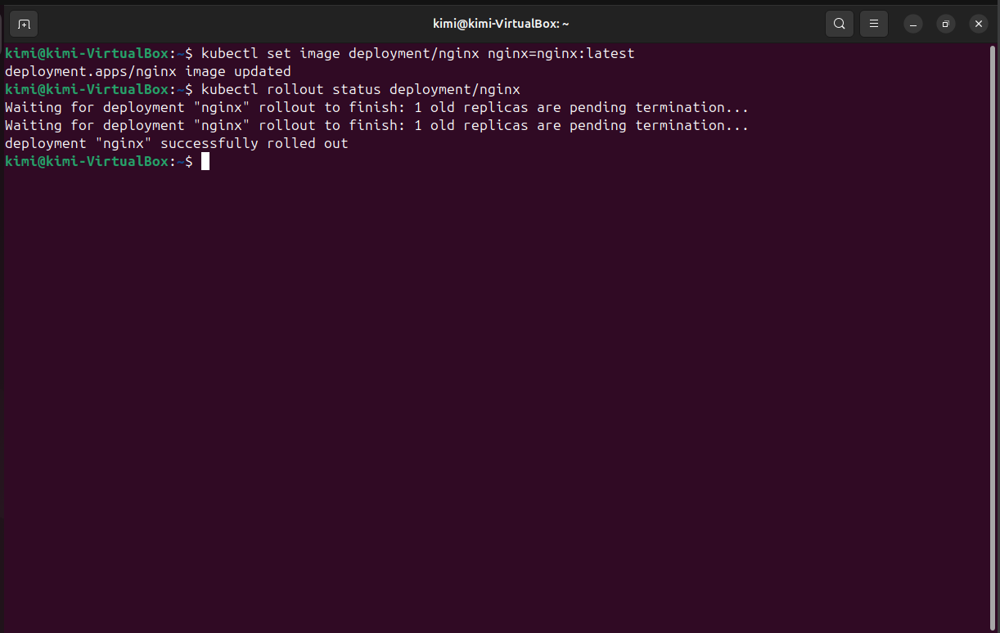 kimi@kimi-VirtualBox: ~
kimi@kimi-VirtualBox:~$ kubectl set image deployment/nginx nginx=nginx:latest
deployment.apps/nginx image updated
kimi@kimi-VirtualBox:~$ kubectl rollout status deployment/nginx
Waiting for deployment "nginx" rollout to finish: 1 old replicas are pending termination...
Waiting for deployment "nginx" rollout to finish: 1 old replicas are pending termination...
deployment "nginx" successfully rolled out
kimi@kimi-VirtualBox:~$